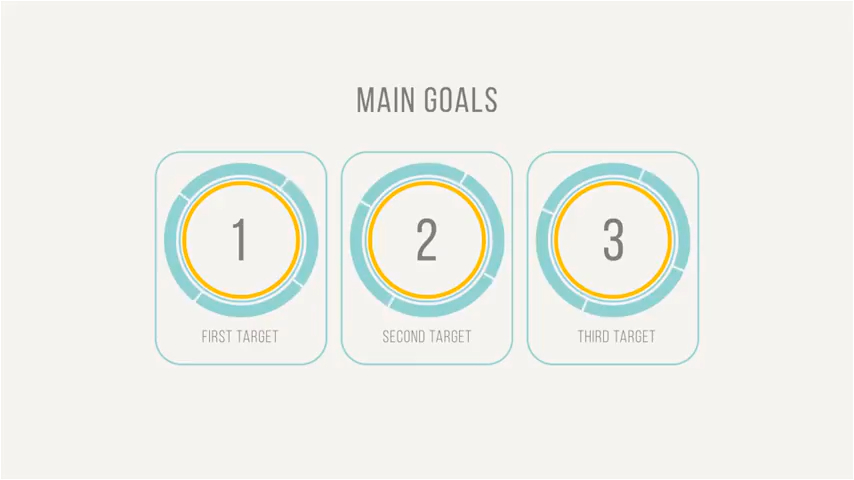 MAIN GOALS
1
2
3
FIRST TARGET
SECOND TARGET
THIRD TARGET